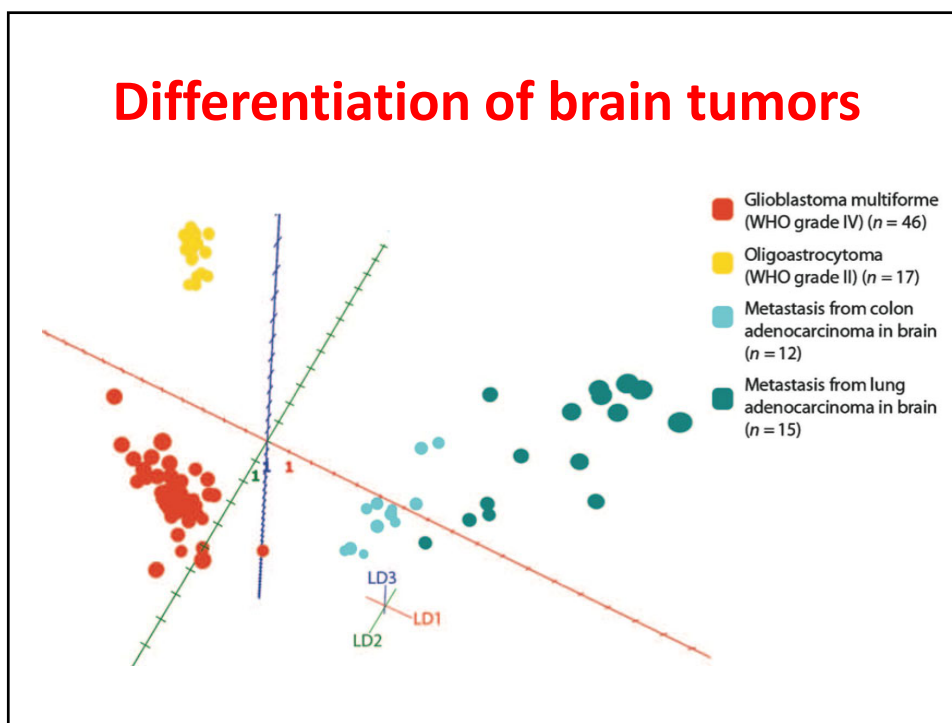 Differentiation of brain tumors
Glioblastoma multiforme
(WHO grade IV) (n = 46)
Oligoastrocytoma
(WHO grade II) (n = 17)
Metastasis from colon
adenocarcinoma in brain
(n = 12)
Metastasis from lung
adenocarcinoma in brain
(n = 15)
1
1
1
LD3
LD1
LD2